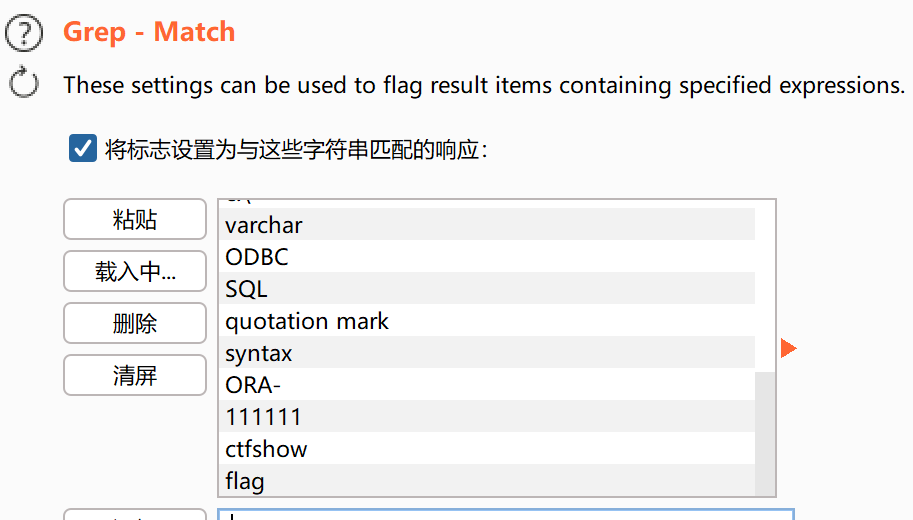 Grep - Match
These settings can be used to flag result items containing specified expressions.
将标志设置为与这些字符串匹配的响应：
粘贴
载入中...
删除
清屏
varchar
ODBC
SQL
quotation mark
syntax
ORA-
111111
ctfshow
flag